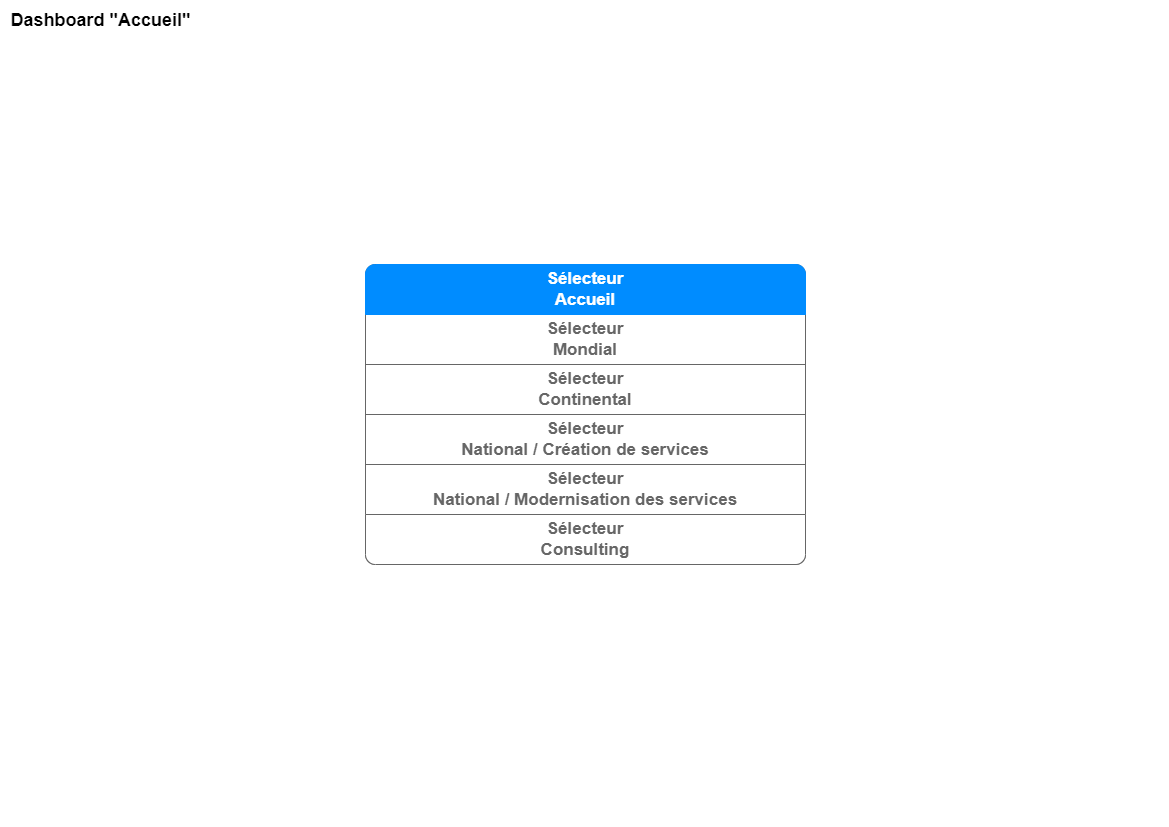 Dashboard "Accueil"
Sélecteur
Accueil
Sélecteur
Mondial
Sélecteur
Continental
Sélecteur
National / Création de services
Sélecteur
National / Modernisation des services
Sélecteur
Consulting